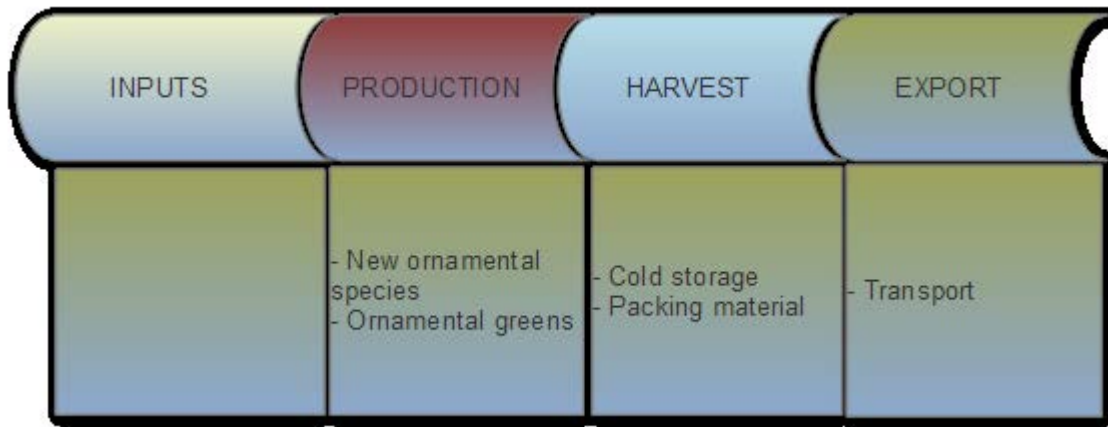 INPUTS
PRODUCTION
HARVEST
EXPORT
- New ornamental
species
- Ornamental greens
- Cold storage
- Packing material
- Transport